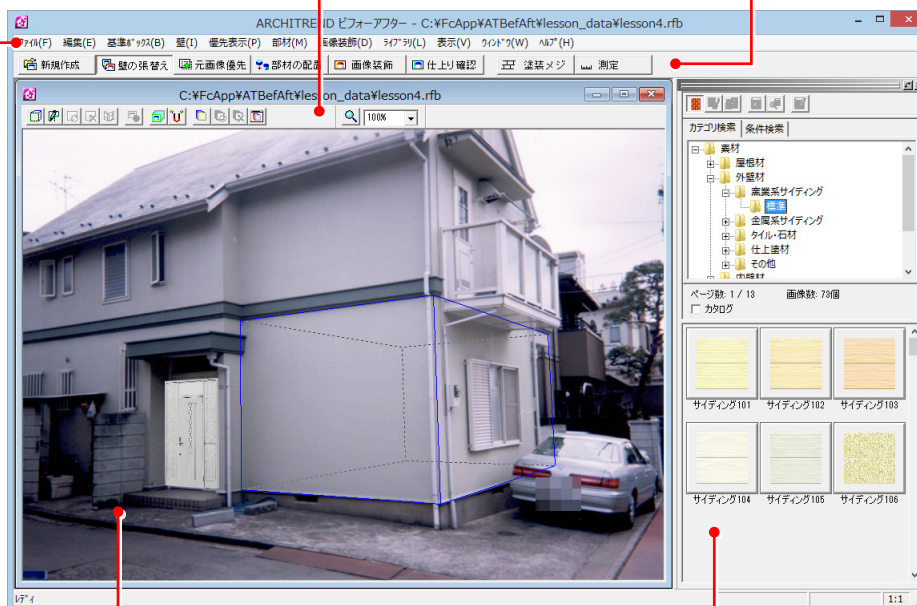 ARCHITREND ビフォーアフター - C:¥FcApp¥ATBefAft¥lesson_data¥lesson4.rfb
ﾌｧｲﾙ(F) 編集(E) 基準ﾎﾞｯｸｽ(B) 壁(I) 優先表示(P) 部材(M) 画像装飾(D) ﾗｲﾌﾞﾗﾘ(L) 表示(V) ｳｨﾝﾄﾞｳ(W) ﾍﾙﾌﾟ(H)
新規作成 壁の張替え 元画像優先 部材の配置 画像装飾 仕上り確認 塗装メジ 測定
C:¥FcApp¥ATBefAft¥lesson_data¥lesson4.rfb
100%
カテゴリ検索 条件検索
素材
屋根材
外壁材
窯業系サイディング
標準
金属系サイディング
タイル・石材
仕上塗材
その他
内壁材
ページ数: 1 / 13 画像数: 73個
カタログ
サイディング101 サイディング102 サイディング103
サイディング104 サイディング105 サイディング106
ﾚﾃﾞｨ
1:1